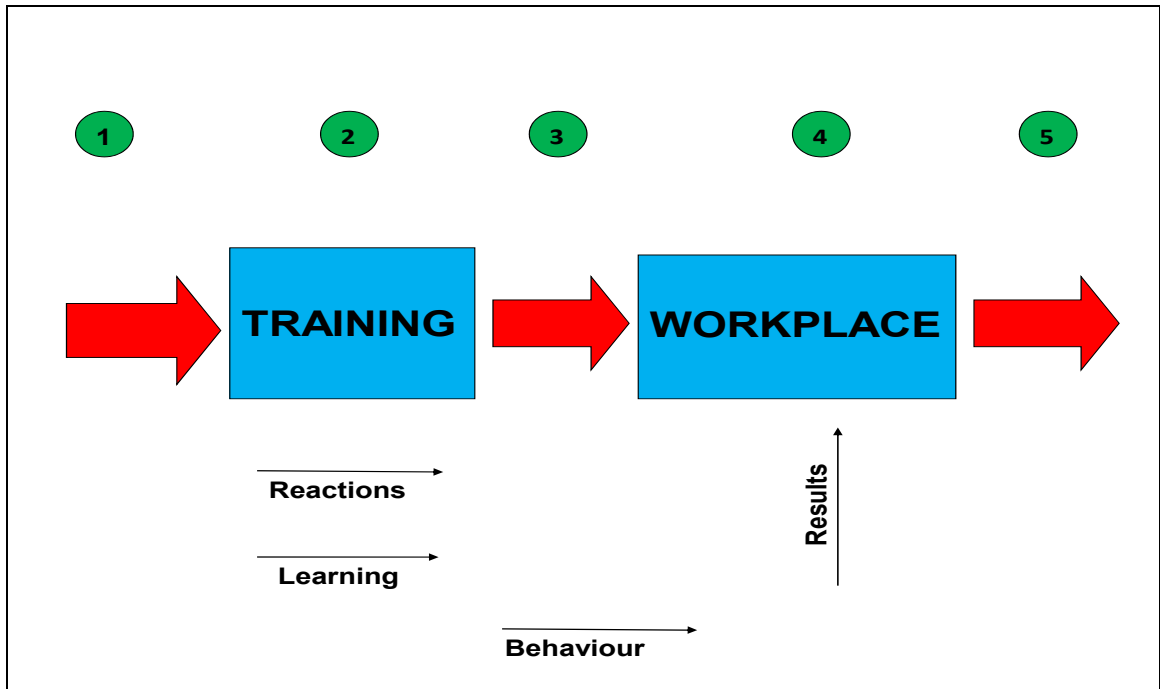 1 2 3 4 5
TRAINING WORKPLACE
Reactions
Results
Learning
Behaviour